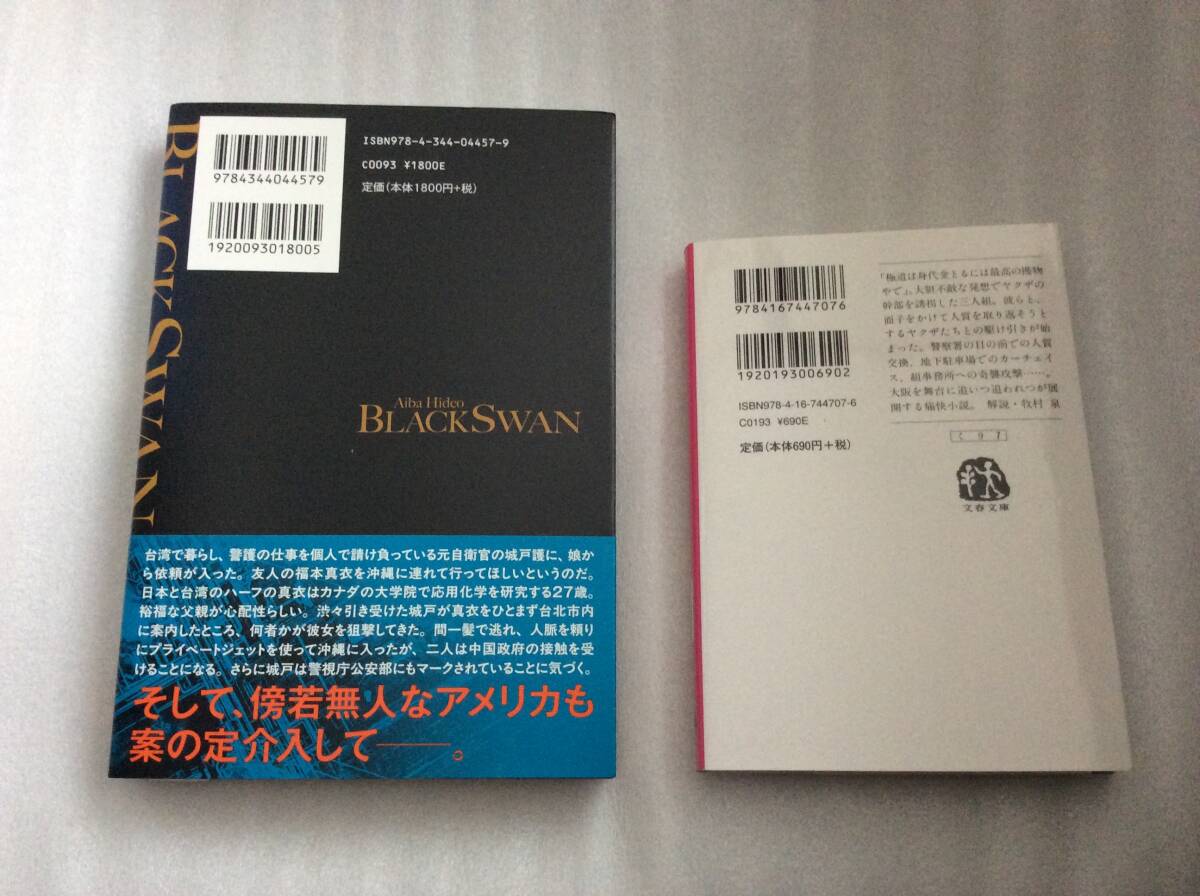 BLACKSWAN
9784344044579
1920093018005
ISBN978-4-344-04457-9
C0093 ¥1800E
定価(本体1800円+税)
Aiba Hideo
BLACKSWAN
台湾で暮らし、警護の仕事を個人で請け負っている元自衛官の城戸護に、娘か
ら依頼が入った。友人の福本真衣を沖縄に連れて行ってほしいというのだ。
日本と台湾のハーフの真衣はカナダの大学院で応用化学を研究する27歳。
裕福な父親が心配性らしい。渋々引き受けた城戸が真衣をひとまず台北市内
に案内したところ、何者かが彼女を狙撃してきた。間一髪で逃れ、人脈を頼り
にプライベートジェットを使って沖縄に入ったが、二人は中国政府の接触を受
けることになる。さらに城戸は警視庁公安部にもマークされていることに気づく。
そして、傍若無人なアメリカも
案の定介入して――。
9784167447076
1920193006902
ISBN978-4-16-744707-6
C0193 ¥690E
定価(本体690円+税)
「極道は身代金とるには最高の獲物
やで」。大胆不敵な発想でヤクザの
幹部を誘拐した三人組。彼らと、
面子をかけて人質を取り返そうと
するヤクザたちとの駆け引きが始
まった。警察署の目の前での人質
交換、地下駐車場でのカーチェイ
ス、組事務所への奇襲攻撃……。
大阪を舞台に追いつ追われつが展
開する痛快小説。 解説・牧村 泉
文春文庫